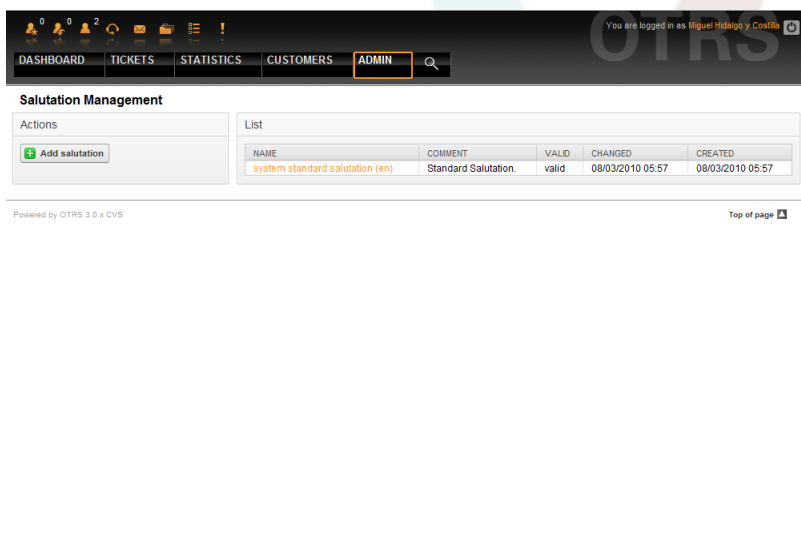 0 0 2
You are logged in as Miguel Hidalgo y Costilla
OTRS
DASHBOARD TICKETS STATISTICS CUSTOMERS ADMIN
Salutation Management
Actions
Add salutation
List
NAME COMMENT VALID CHANGED CREATED
system standard salutation (en) Standard Salutation. valid 08/03/2010 05:57 08/03/2010 05:57
Powered by OTRS 3.0.x CVS
Top of page